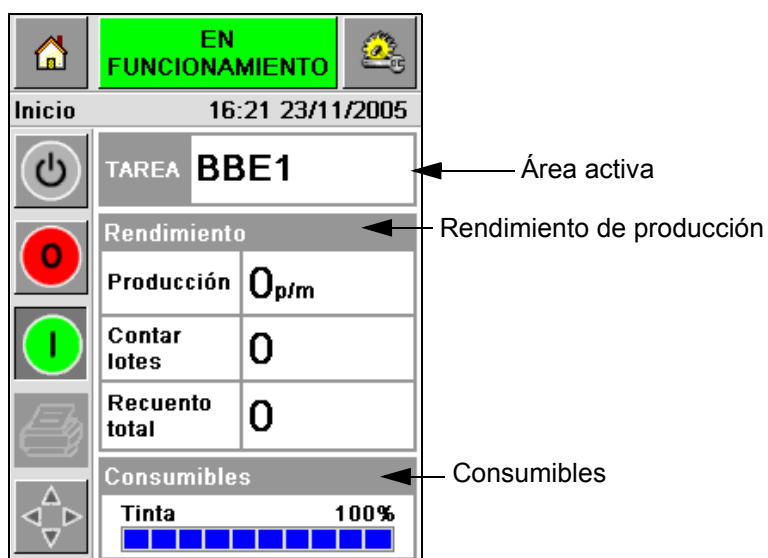 EN
FUNCIONAMIENTO
Inicio 16:21 23/11/2005
TAREA BBE1
Área activa
Rendimiento
Rendimiento de producción
O
Producción 0p/m
I
Contar
lotes 0
Recuento
total 0
Consumibles
Consumibles
Tinta 100%